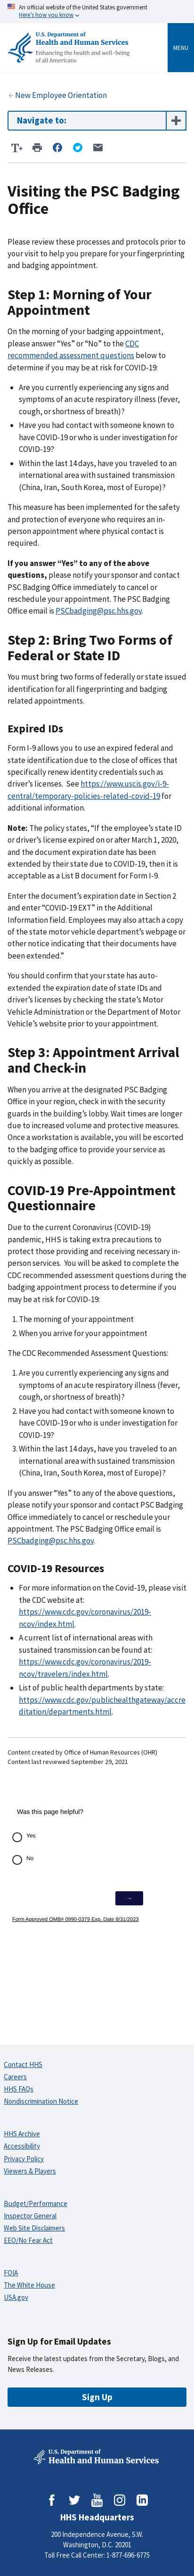 An official website of the United States government
Here's how you know
U.S. Department of
Health and Human Services
Enhancing the health and well-being
of all Americans
MENU
New Employee Orientation
Navigate to:
T+
Visiting the PSC Badging
Office
Please review these procedures and protocols prior to
your visit to help you prepare for your fingerprinting
and badging appointment.
Step 1: Morning of Your
Appointment
On the morning of your badging appointment,
please answer “Yes” or “No” to the CDC
recommended assessment questions below to
determine if you may be at risk for COVID-19:
Are you currently experiencing any signs and
symptoms of an acute respiratory illness (fever,
cough, or shortness of breath)?
Have you had contact with someone known to
have COVID-19 or who is under investigation for
COVID-19?
Within the last 14 days, have you traveled to an
international area with sustained transmission
(China, Iran, South Korea, most of Europe)?
This measure has been implemented for the safety
and protection of everyone who requires an in-
person appointment where physical contact is
required.
If you answer “Yes” to any of the above
questions, please notify your sponsor and contact
PSC Badging Office immediately to cancel and
reschedule your appointment. The PSC Badging
Office email is PSCbadging@psc.hhs.gov.
Step 2: Bring Two Forms of
Federal or State ID
You must bring two forms of federally or state issued
identification for all fingerprinting and badging
related appointments.
Expired IDs
Form I-9 allows you to use an expired federal and
state identification as a result of the offices that
specifically renew identity credentials such as
driver’s licenses.  See https://www.uscis.gov/i-9-
central/temporary-policies-related-covid-19 for
additional information.
Note: The policy states, “If the employee’s state ID
or driver’s license expired on or after March 1, 2020,
and the document expiration date has been
extended by the state due to COVID-19, then it is
acceptable as a List B document for Form I-9.
Enter the document’s expiration date in Section 2
and enter “COVID-19 EXT” in the Additional
Information field. Employers may also attach a copy
of the state motor vehicle department’s webpage or
other notice indicating that their documents have
been extended.”
You should confirm that your state has auto-
extended the expiration date of state IDs and
driver’s licenses by checking the state’s Motor
Vehicle Administration or the Department of Motor
Vehicle’s website prior to your appointment.
Step 3: Appointment Arrival
and Check-in
When you arrive at the designated PSC Badging
Office in your region, check in with the security
guards in the building’s lobby. Wait times may occur
as there are limited number of appointments. Once
a workstation is available, you will be escorted to
the office. We do our best to provide service to you
as quickly as possible.
COVID-19 Pre-Appointment
Questionnaire
Due to the current Coronavirus (COVID-19)
pandemic, HHS is taking extra precaution to
mitigate exposure to anyone visiting our offices for
processing services.  You will be asked to complete
the CDC recommended assessment questions during
the dates and times below to determine if you may
be at risk for COVID-19:
1. The morning of your appointment
2. When you arrive for your appointment
The CDC Recommended Assessment Questions:
1. Are you currently experiencing any signs and
symptoms of an acute respiratory illness (fever,
cough, or shortness of breath)?
2. Have you had contact with someone known to
have COVID-19 or who is under investigation for
COVID-19?
3. Within the last 14 days, have you traveled to an
international area with sustained transmission
(China, Iran, South Korea, most of Europe)?
If you answer “Yes” to any of the above questions,
please notify your sponsor and contact PSC Badging
Office immediately to cancel and reschedule your
appointment. The PSC Badging Office email is
PSCbadging@psc.hhs.gov.
COVID-19 Resources
For more information on the Covid-19, please visit
the CDC website at:
https://www.cdc.gov/coronavirus/2019-
ncov/index.html.
A current list of international areas with
sustained transmission can be found at:
https://www.cdc.gov/coronavirus/2019-
ncov/travelers/index.html.
List of public health departments by state:
https://www.cdc.gov/publichealthgateway/accre
ditation/departments.html.
Content created by Office of Human Resources (OHR)
Content last reviewed September 29, 2021
Was this page helpful?
Yes
No
→
Form Approved OMB# 0990-0379 Exp. Date 8/31/2023
Contact HHS
Careers
HHS FAQs
Nondiscrimination Notice
HHS Archive
Accessibility
Privacy Policy
Viewers & Players
Budget/Performance
Inspector General
Web Site Disclaimers
EEO/No Fear Act
FOIA
The White House
USA.gov
Sign Up for Email Updates
Receive the latest updates from the Secretary, Blogs, and
News Releases.
Sign Up
U.S. Department of
Health and Human Services
HHS Headquarters
200 Independence Avenue, S.W.
Washington, D.C. 20201
Toll Free Call Center: 1-877-696-6775